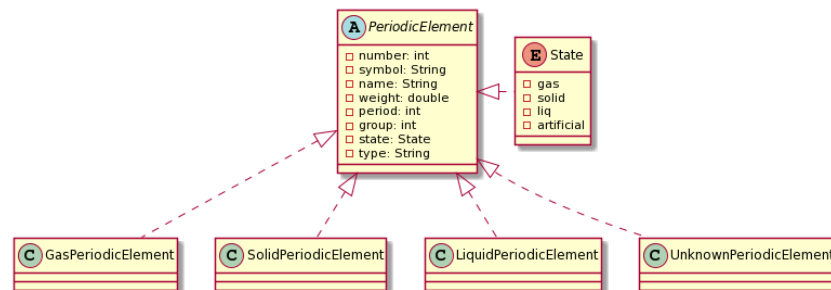 A PeriodicElement
number: int
symbol: String
name: String
weight: double
period: int
group: int
state: State
type: String
E State
gas
solid
liq
artificial
C GasPeriodicElement
C SolidPeriodicElement
C LiquidPeriodicElement
C UnknownPeriodicElement